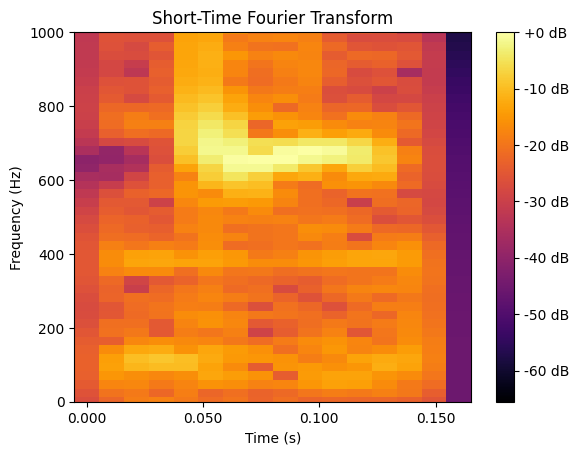 Short-Time Fourier Transform
1000
800
600
400
200
0
Frequency (Hz)
0.000
0.050
0.100
0.150
Time (s)
+0 dB
-10 dB
-20 dB
-30 dB
-40 dB
-50 dB
-60 dB